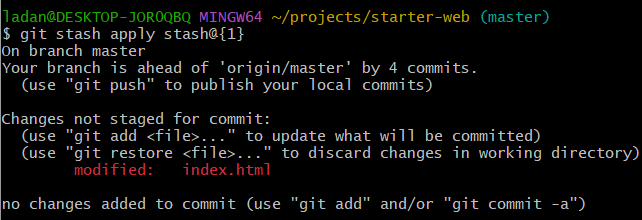 ladan@DESKTOP-JOROQBQ MINGW64 ~/projects/starter-web (master)
$ git stash apply stash@{1}
On branch master
Your branch is ahead of 'origin/master' by 4 commits.
  (use "git push" to publish your local commits)

Changes not staged for commit:
  (use "git add <file>..." to update what will be committed)
  (use "git restore <file>..." to discard changes in working directory)
        modified:   index.html

no changes added to commit (use "git add" and/or "git commit -a")